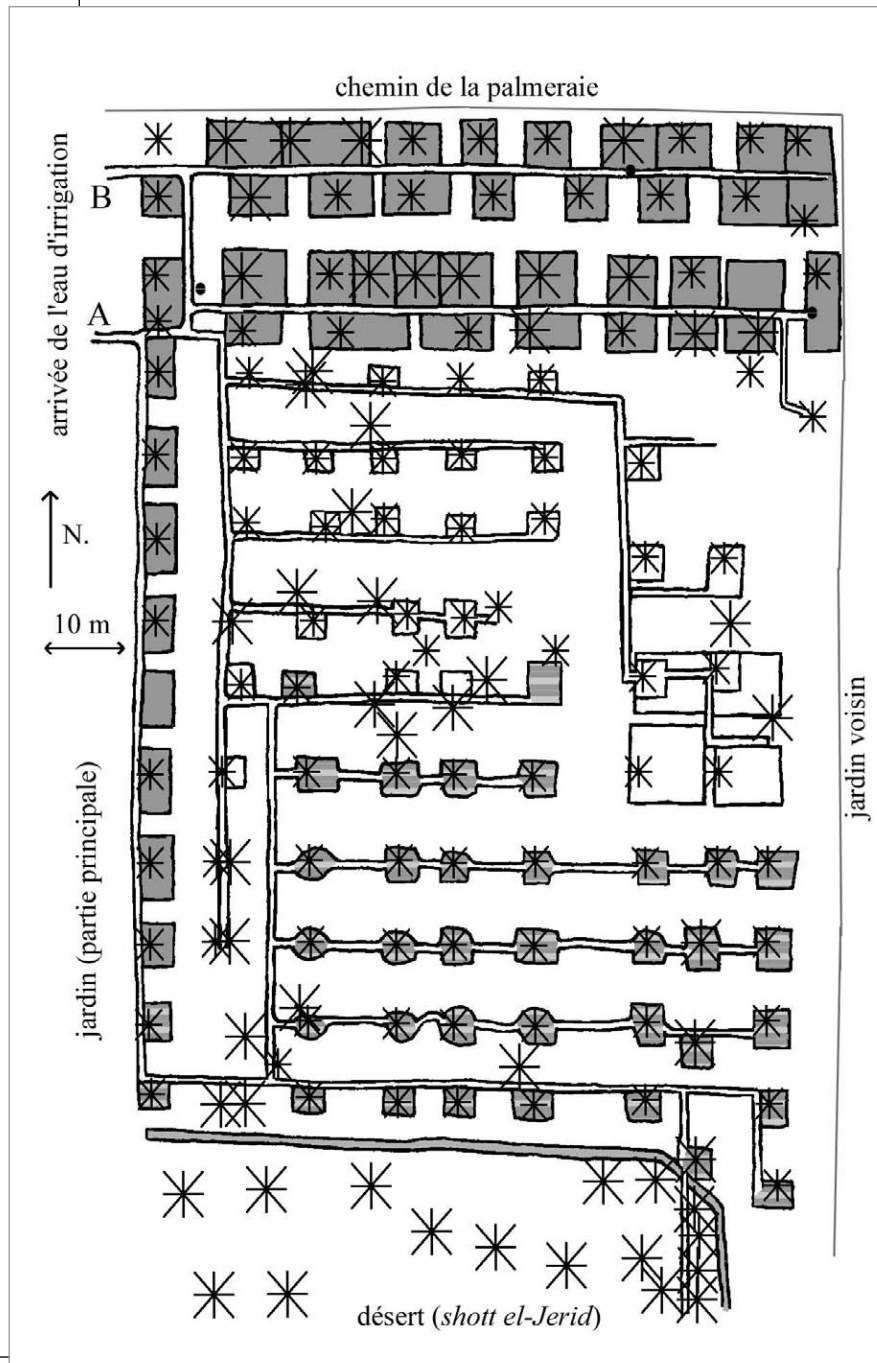 chemin de la palmeraie
arrivée de l'eau d'irrigation
B
A
N.
10 m
jardin (partie principale)
jardin voisin
désert (shott el-Jerid)